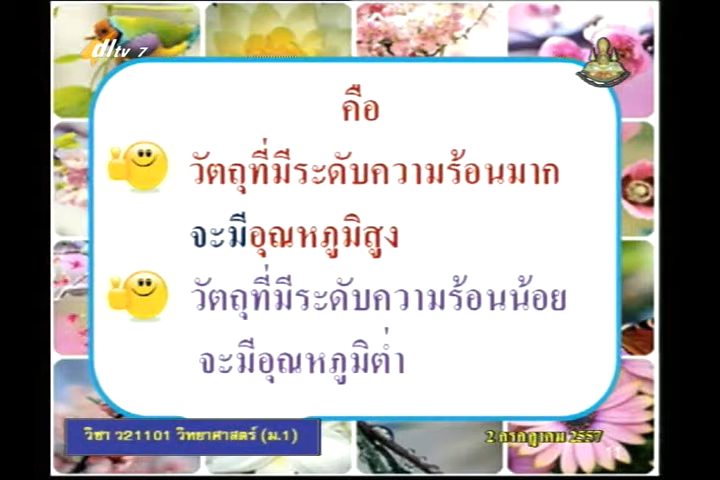 dltv 7
คือ
วัตถุที่มีระดับความร้อนมาก
จะมีอุณหภูมิสูง
วัตถุที่มีระดับความร้อนน้อย
จะมีอุณหภูมิต่ำ
วิชา ว21101 วิทยาศาสตร์ (ม.1)
2 กรกฎาคม 2557